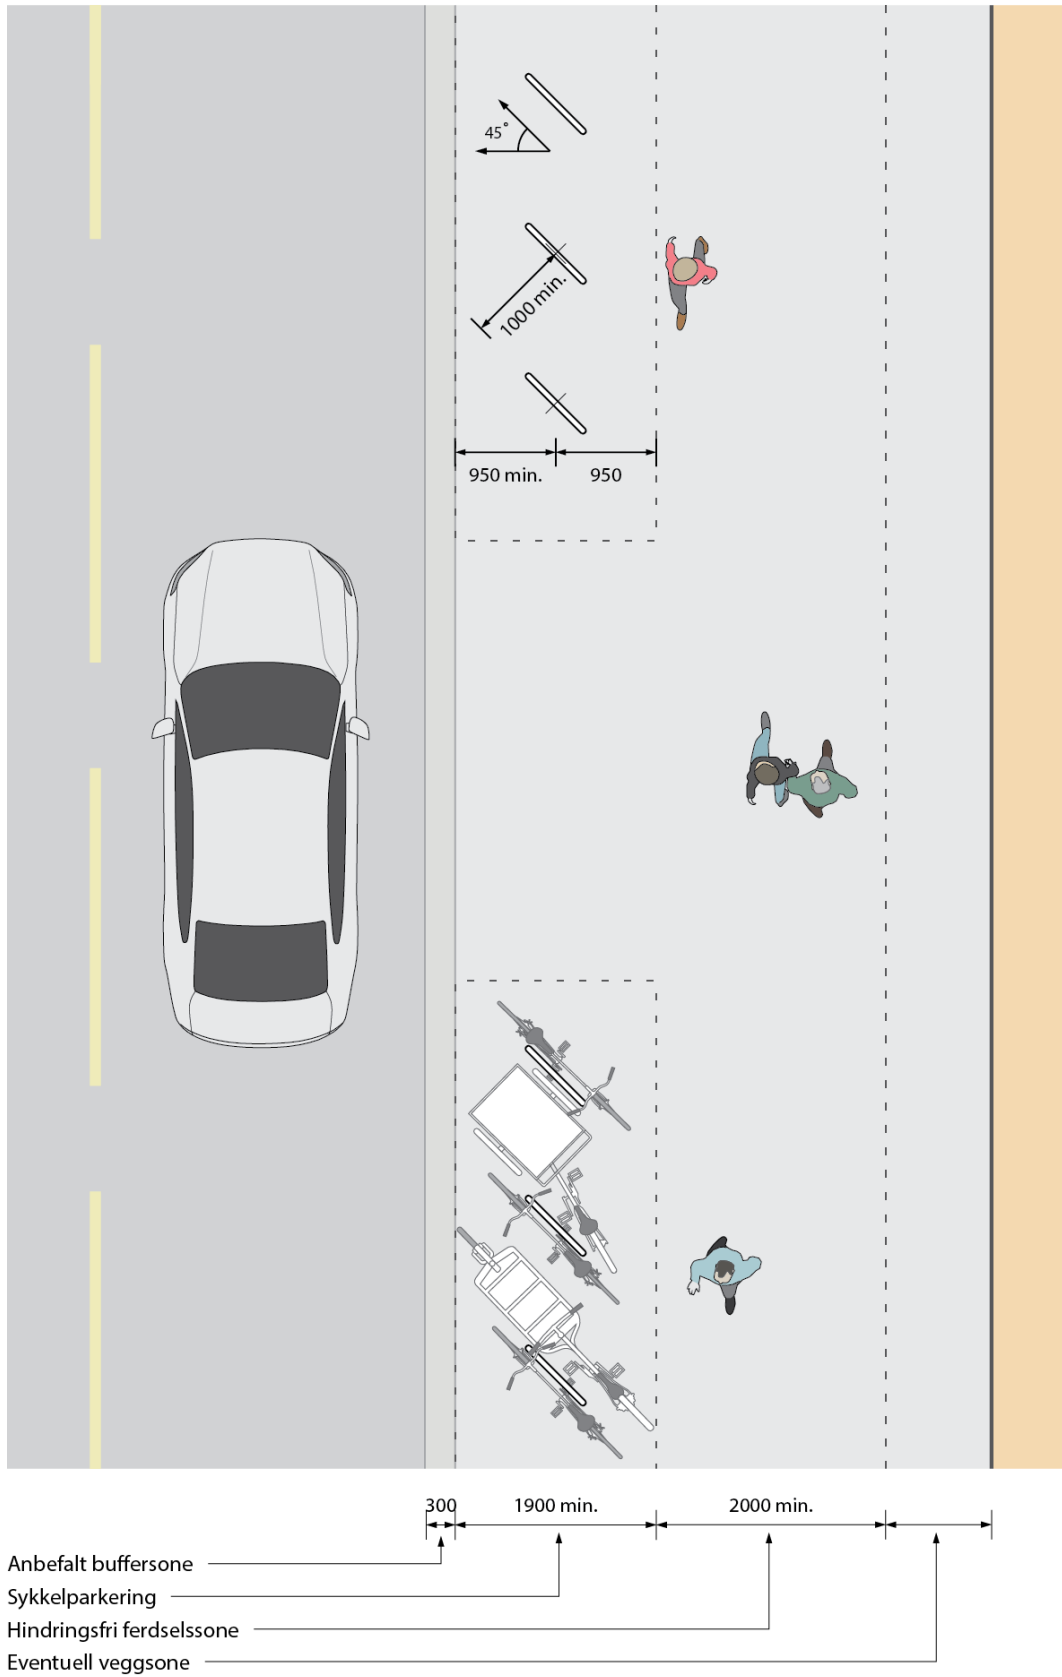 45°
1000 min.
950 min.
950
300
1900 min.
2000 min.
Anbefalt buffersone
Sykkelparkering
Hindringsfri ferdselssone
Eventuell veggsone